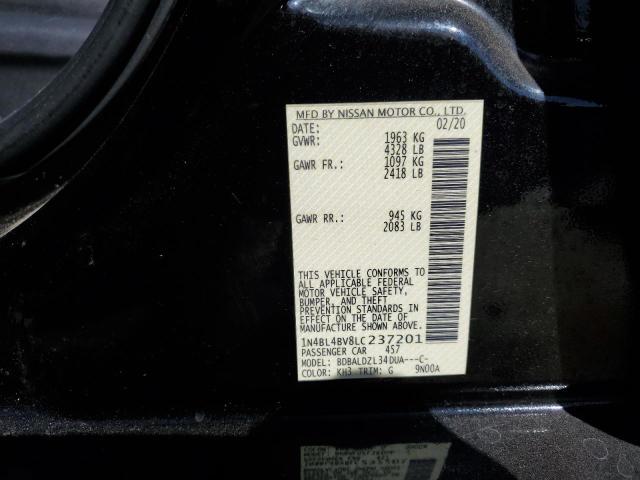 MFD BY NISSAN MOTOR CO., LTD.
DATE: 02/20
GVWR: 1963 KG
4328 LB
GAWR FR.: 1097 KG
2418 LB
GAWR RR.: 945 KG
2083 LB
THIS VEHICLE CONFORMS TO
ALL APPLICABLE FEDERAL
MOTOR VEHICLE SAFETY,
BUMPER, AND THEFT
PREVENTION STANDARDS IN
EFFECT ON THE DATE OF
MANUFACTURE SHOWN ABOVE.
1N4BL4BV8LC237201
PASSENGER CAR 457
MODEL: BDBALDZL34DUA---C-
COLOR: KH3 TRIM: G 9N00A